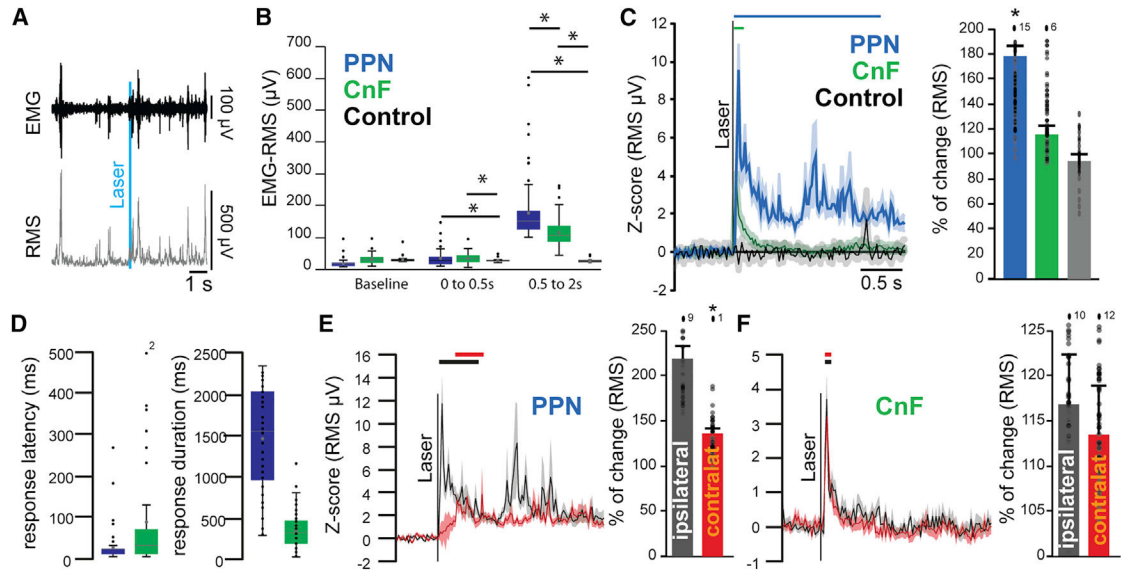 A
EMG
100 µV
Laser
RMS
500 µV
1 s
B
EMG-RMS (µV)
700
600
500
400
300
200
100
0
PPN
CnF
Control
* * * * *
Baseline
0 to 0.5s
0.5 to 2s
C
Z-score (RMS µV)
12
10
8
6
4
2
0
-2
Laser
PPN
CnF
Control
0.5 s
% of change (RMS)
200
180
160
140
120
100
80
60
40
20
0
*
15
6
D
response latency (ms)
500
400
300
200
100
0
2
response duration (ms)
2500
2000
1500
1000
500
0
E
Z-score (RMS µV)
16
14
12
10
8
6
4
2
0
-2
Laser
PPN
% of change (RMS)
250
200
150
100
50
0
9
*
1
ipsilateral
contralat
F
5
4
3
2
1
0
-1
Laser
CnF
% of change (RMS)
125
120
115
110
105
0
10
12
ipsilateral
contralat